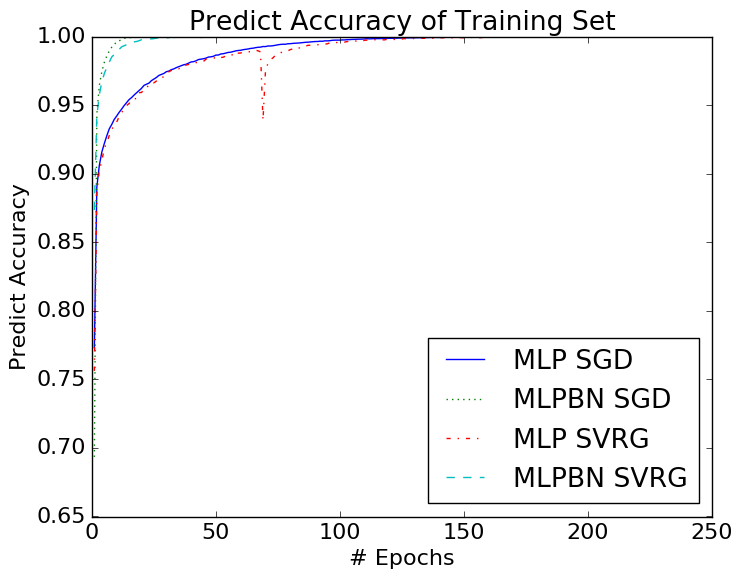 Predict Accuracy of Training Set
1.00
0.95
0.90
0.85
0.80
0.75
0.70
0.65
Predict Accuracy
MLP SGD
MLPBN SGD
MLP SVRG
MLPBN SVRG
0 50 100 150 200 250
# Epochs